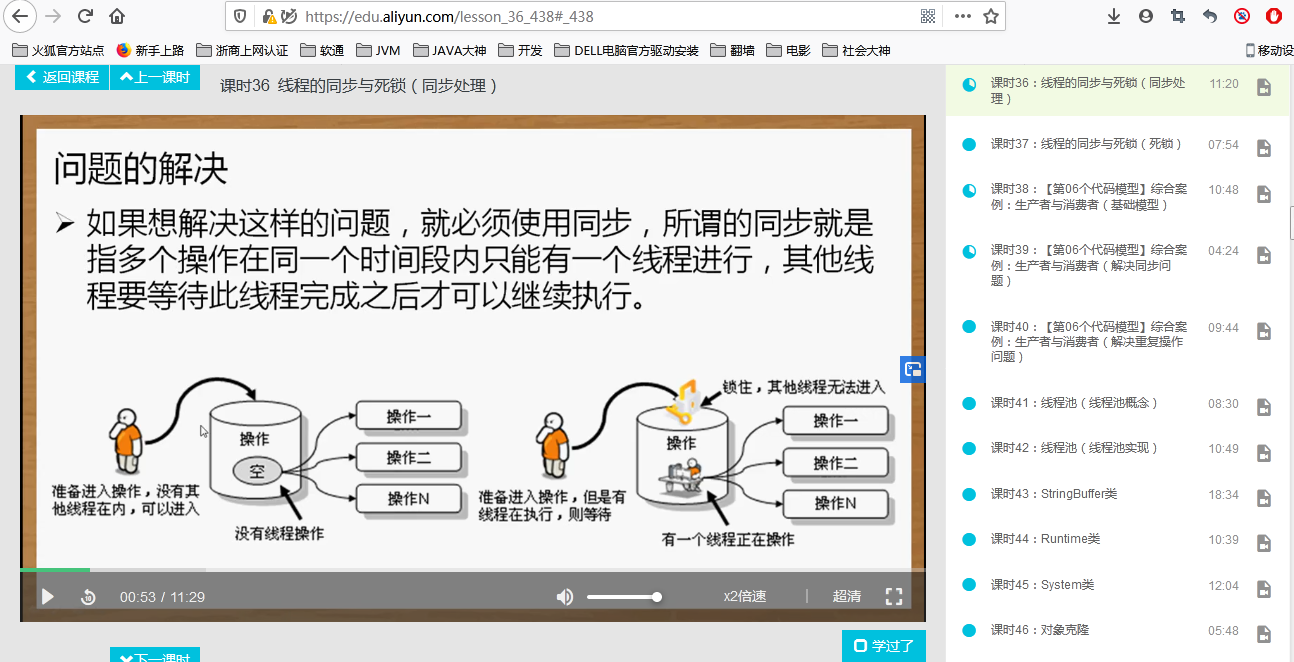 https://edu.aliyun.com/lesson_36_438#_438
火狐官方站点 新手上路 浙商上网认证 软通 JVM JAVA大神 开发 DELL电脑官方驱动安装 翻墙 电影 社会大神 移动设
返回课程 上一课时 课时36 线程的同步与死锁（同步处理）
问题的解决
如果想解决这样的问题，就必须使用同步，所谓的同步就是
指多个操作在同一个时间段内只能有一个线程进行，其他线
程要等待此线程完成之后才可以继续执行。
操作
空
操作一
操作二
操作N
准备进入操作，没有其
他线程在内，可以进入
没有线程操作
锁住，其他线程无法进入
操作
操作一
操作二
操作N
准备进入操作，但是有
线程在执行，则等待
有一个线程正在操作
10
00:53 / 11:29 x2倍速 | 超清
学过了
下一课时
课时36：线程的同步与死锁（同步处 11:20
理）
课时37：线程的同步与死锁（死锁） 07:54
课时38：【第06个代码模型】综合案 10:48
例：生产者与消费者（基础模型）
课时39：【第06个代码模型】综合案 04:24
例：生产者与消费者（解决同步问
题）
课时40：【第06个代码模型】综合案 09:44
例：生产者与消费者（解决重复操作
问题）
课时41：线程池（线程池概念） 08:30
课时42：线程池（线程池实现） 10:49
课时43：StringBuffer类 18:34
课时44：Runtime类 10:39
课时45：System类 12:04
课时46：对象克隆 05:48